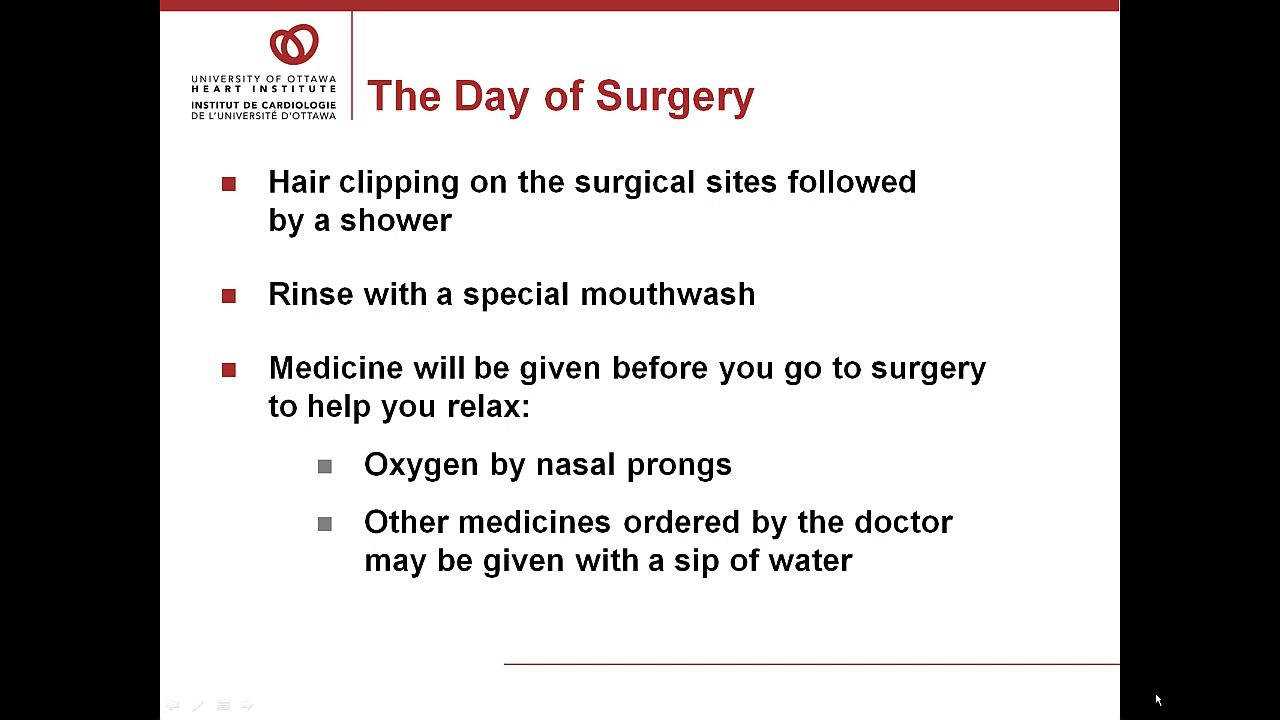 UNIVERSITY OF OTTAWA
HEART INSTITUTE
INSTITUT DE CARDIOLOGIE
DE L'UNIVERSITÉ D'OTTAWA
The Day of Surgery
Hair clipping on the surgical sites followed
by a shower
Rinse with a special mouthwash
Medicine will be given before you go to surgery
to help you relax:
Oxygen by nasal prongs
Other medicines ordered by the doctor
may be given with a sip of water